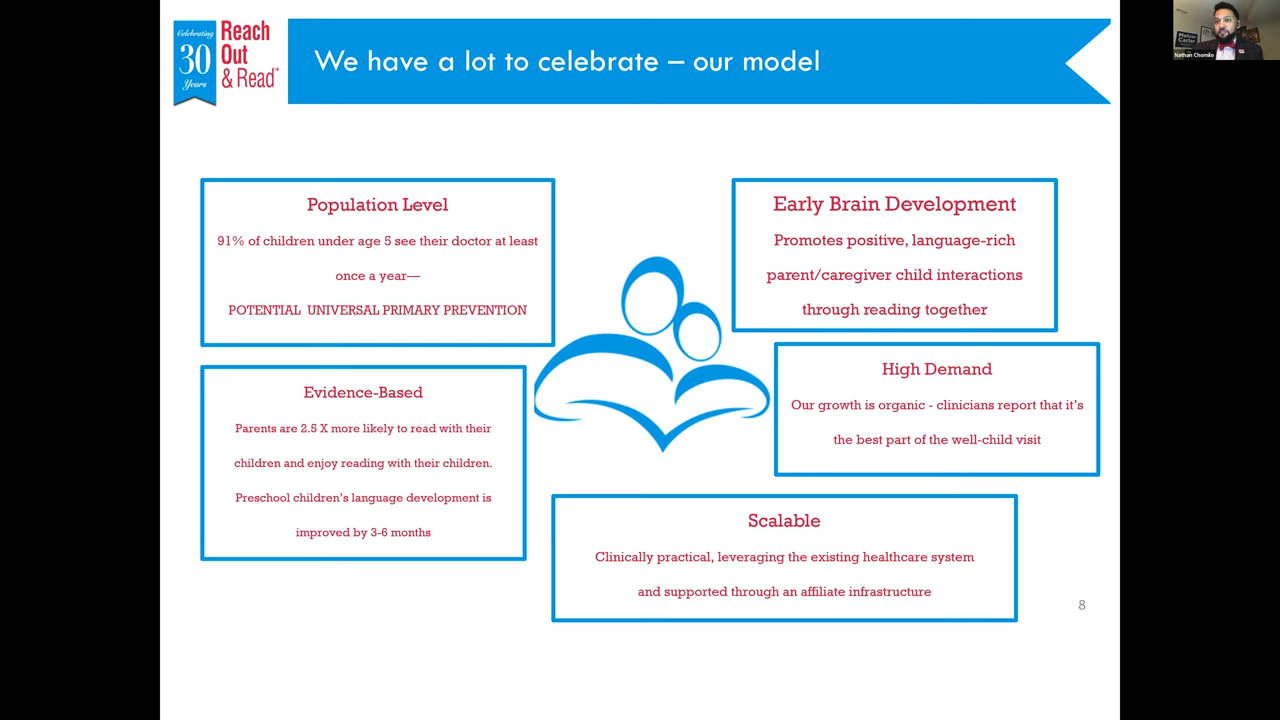 Celebrating
30
Years
Reach
Out
& Read™
We have a lot to celebrate – our model
Population Level
91% of children under age 5 see their doctor at least
once a year—
POTENTIAL UNIVERSAL PRIMARY PREVENTION
Early Brain Development
Promotes positive, language-rich
parent/caregiver child interactions
through reading together
Evidence-Based
Parents are 2.5 X more likely to read with their
children and enjoy reading with their children.
Preschool children's language development is
improved by 3-6 months
High Demand
Our growth is organic - clinicians report that it's
the best part of the well-child visit
Scalable
Clinically practical, leveraging the existing healthcare system
and supported through an affiliate infrastructure
8
Melvin
Carter
Nathan Chomilo